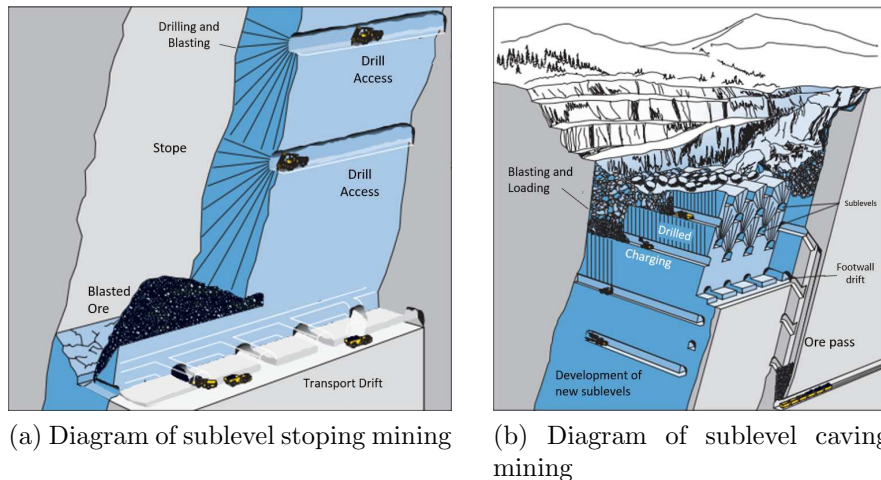 Drilling and
Blasting
Drill
Access
Stope
Drill
Access
Blasted
Ore
Transport Drift
(a) Diagram of sublevel stoping mining
Blasting and
Loading
Sublevels
Drilled
Charging
Footwall
drift
Ore pass
Development of
new sublevels
(b) Diagram of sublevel caving
mining